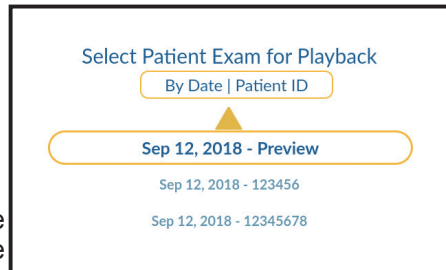 Select Patient Exam for Playback
By Date | Patient ID
Sep 12, 2018 - Preview
Sep 12, 2018 - 123456
Sep 12, 2018 - 12345678